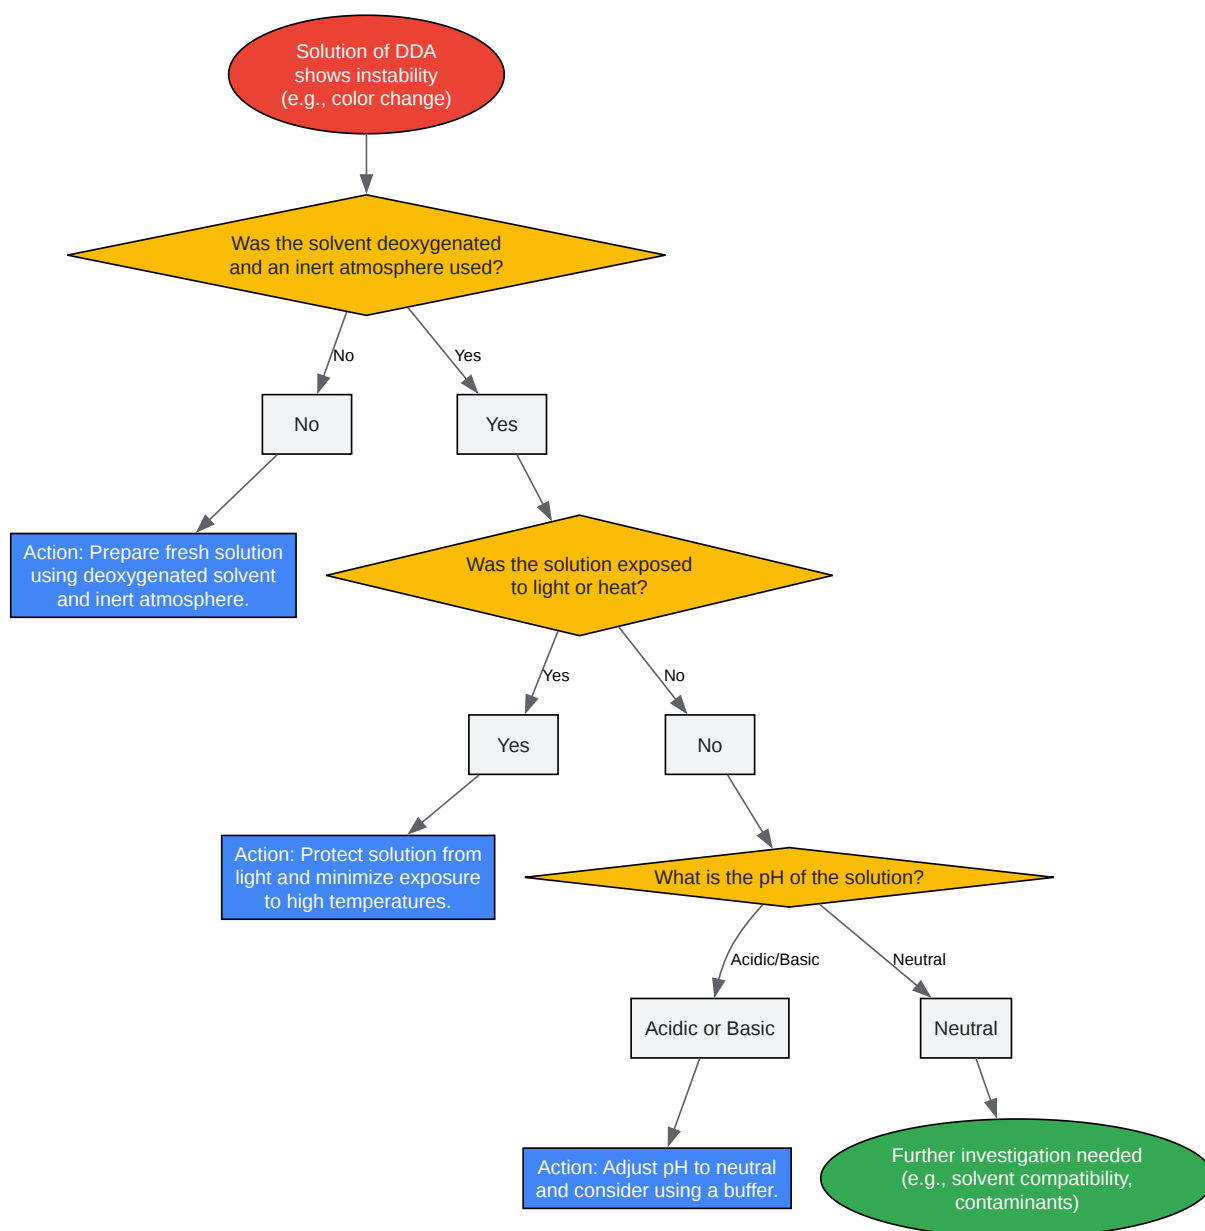 Solution of DDA
shows instability
(e.g., color change)
Was the solvent deoxygenated
and an inert atmosphere used?
No
Yes
No
Yes
Action: Prepare fresh solution
using deoxygenated solvent
and inert atmosphere.
Was the solution exposed
to light or heat?
Yes
No
Yes
No
Action: Protect solution from
light and minimize exposure
to high temperatures.
What is the pH of the solution?
Acidic/Basic
Neutral
Acidic or Basic
Neutral
Action: Adjust pH to neutral
and consider using a buffer.
Further investigation needed
(e.g., solvent compatibility,
contaminants)